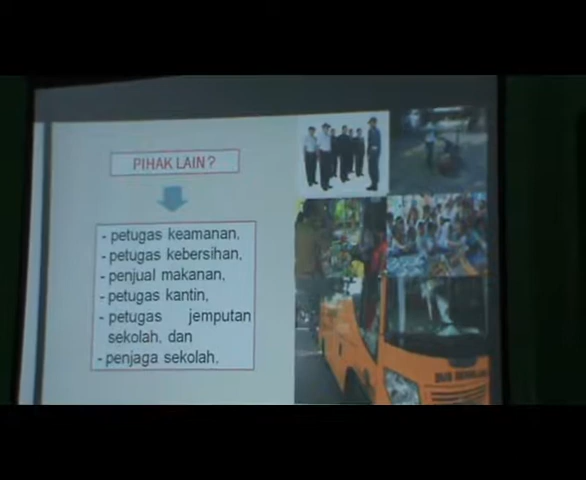 PIHAK LAIN?
- petugas keamanan,
- petugas kebersihan,
- penjual makanan,
- petugas kantin,
- petugas jemputan
sekolah, dan
- penjaga sekolah.